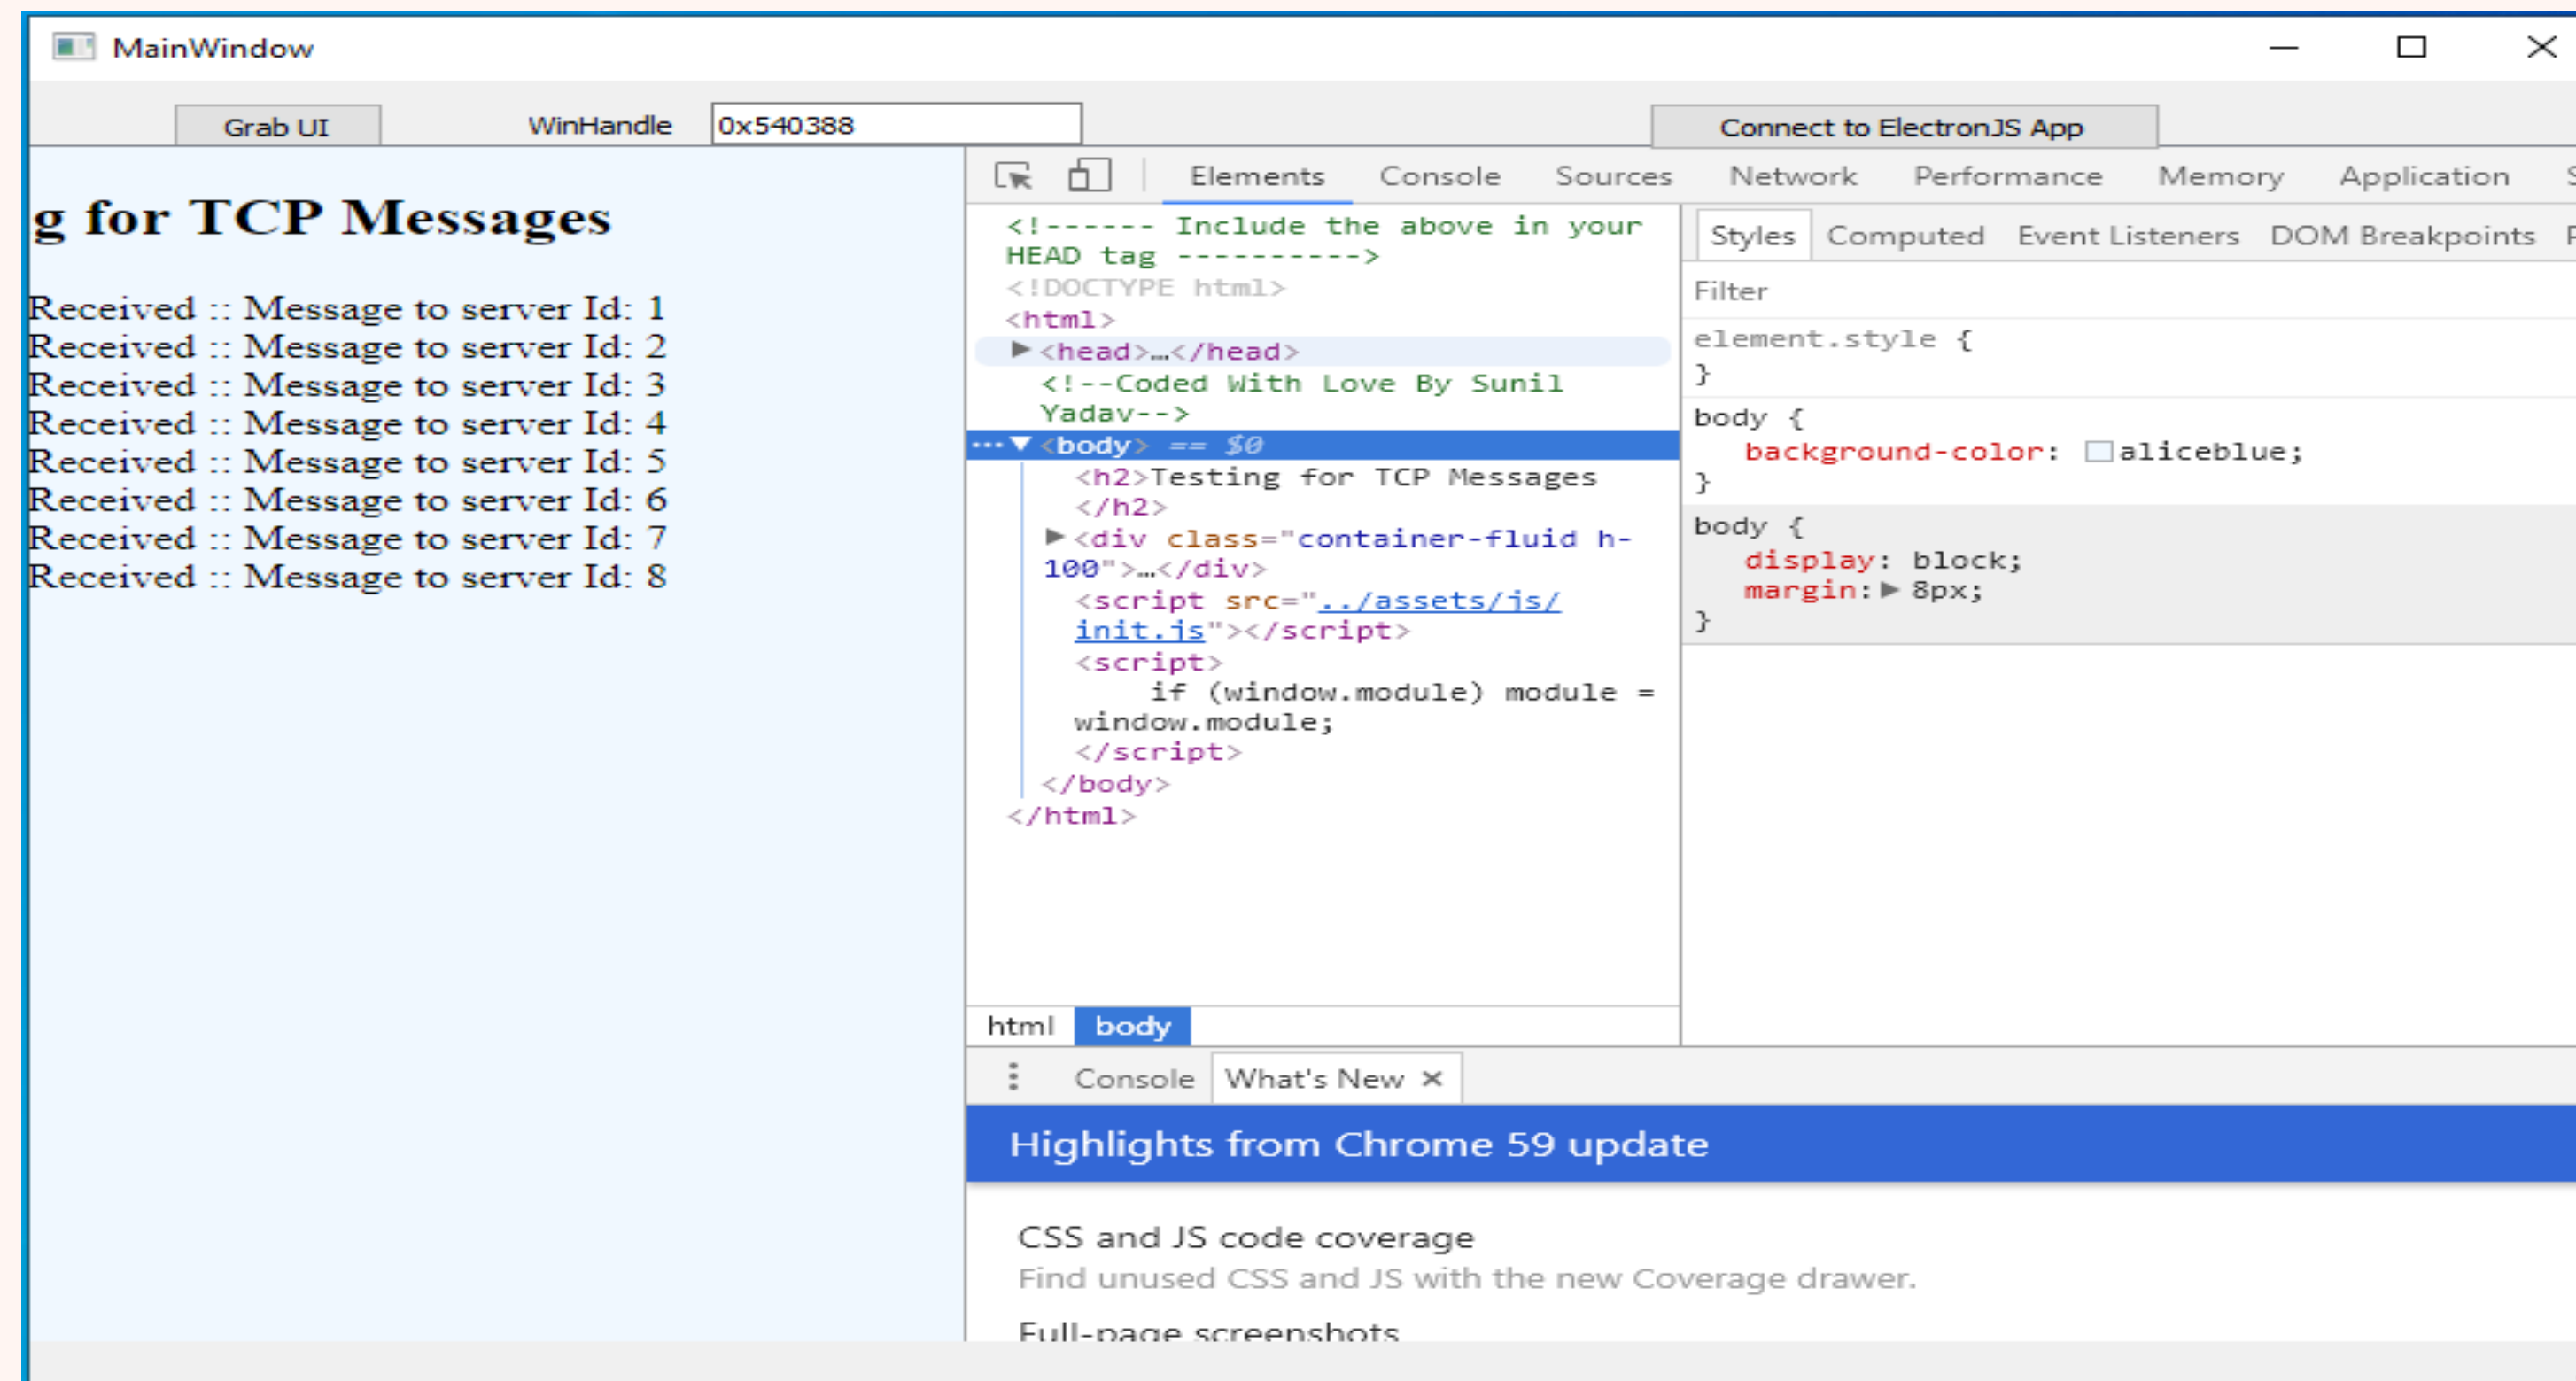 MainWindow
Grab UI WinHandle 0x540388 Connect to ElectronJS App
g for TCP Messages
Received :: Message to server Id: 1
Received :: Message to server Id: 2
Received :: Message to server Id: 3
Received :: Message to server Id: 4
Received :: Message to server Id: 5
Received :: Message to server Id: 6
Received :: Message to server Id: 7
Received :: Message to server Id: 8
Elements Console Sources Network Performance Memory Application
<!------ Include the above in your
HEAD tag ---------->
<!DOCTYPE html>
<html>
<head>…</head>
<!--Coded With Love By Sunil
Yadav-->
<body> == $0
<h2>Testing for TCP Messages
</h2>
<div class="container-fluid h-
100">…</div>
<script src="../assets/js/
init.js"></script>
<script>
if (window.module) module =
window.module;
</script>
</body>
</html>
html body
Styles Computed Event Listeners DOM Breakpoints
Filter
element.style {
}
body {
background-color: aliceblue;
}
body {
display: block;
margin: 8px;
}
Console What's New ×
Highlights from Chrome 59 update
CSS and JS code coverage
Find unused CSS and JS with the new Coverage drawer.
Full-page screenshots